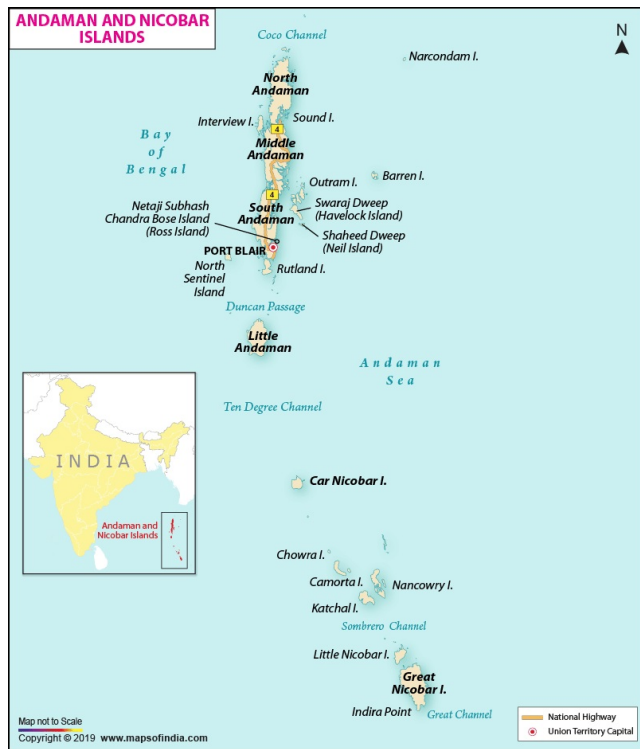 ANDAMAN AND NICOBAR
ISLANDS
N
Coco Channel
Narcondam I.
North
Andaman
Interview I.
Sound I.
4
Middle
Andaman
Bay
of
Bengal
Barren I.
Outram I.
4
Netaji Subhash
Chandra Bose Island
(Ross Island)
South
Andaman
Swaraj Dweep
(Havelock Island)
Shaheed Dweep
(Neil Island)
PORT BLAIR
North
Sentinel
Island
Rutland I.
Duncan Passage
Little
Andaman
Andaman
Sea
Ten Degree Channel
INDIA
Andaman and
Nicobar Islands
Car Nicobar I.
Chowra I.
Camorta I.
Nancowry I.
Katchal I.
Sombrero Channel
Little Nicobar I.
Great
Nicobar I.
Indira Point
Great Channel
Map not to Scale
Copyright © 2019 www.mapsofindia.com
National Highway
Union Territory Capital